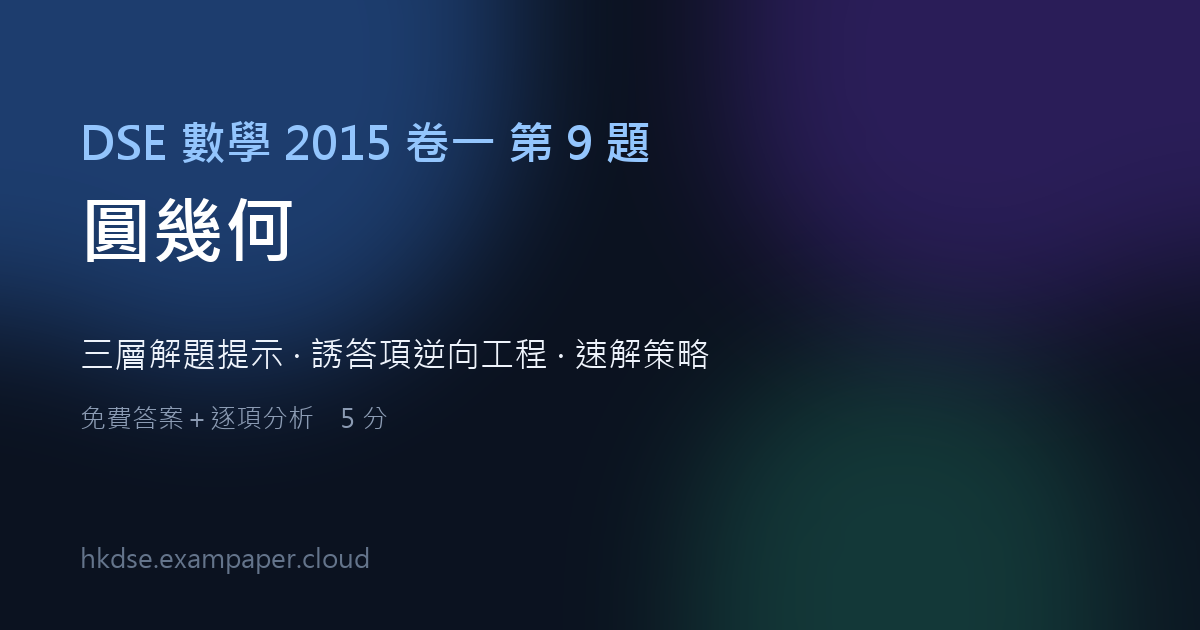 DSE 數學 2015 卷一 第 9 題
圓幾何
三層解題提示 · 誘答項逆向工程 · 速解策略
免費答案 + 逐項分析　5 分
hkdse.exampaper.cloud